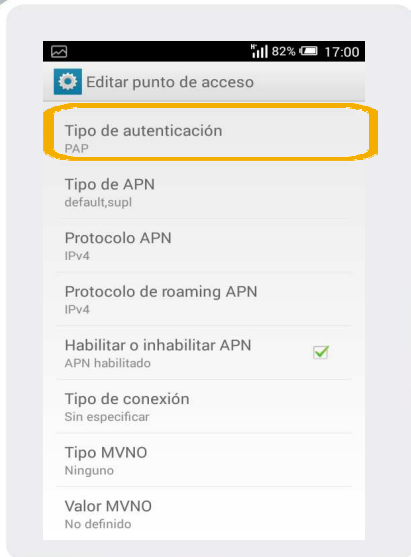 H 82% 17:00
Editar punto de acceso
Tipo de autenticación
PAP
Tipo de APN
default,supl
Protocolo APN
IPv4
Protocolo de roaming APN
IPv4
Habilitar o inhabilitar APN
APN habilitado
Tipo de conexión
Sin especificar
Tipo MVNO
Ninguno
Valor MVNO
No definido